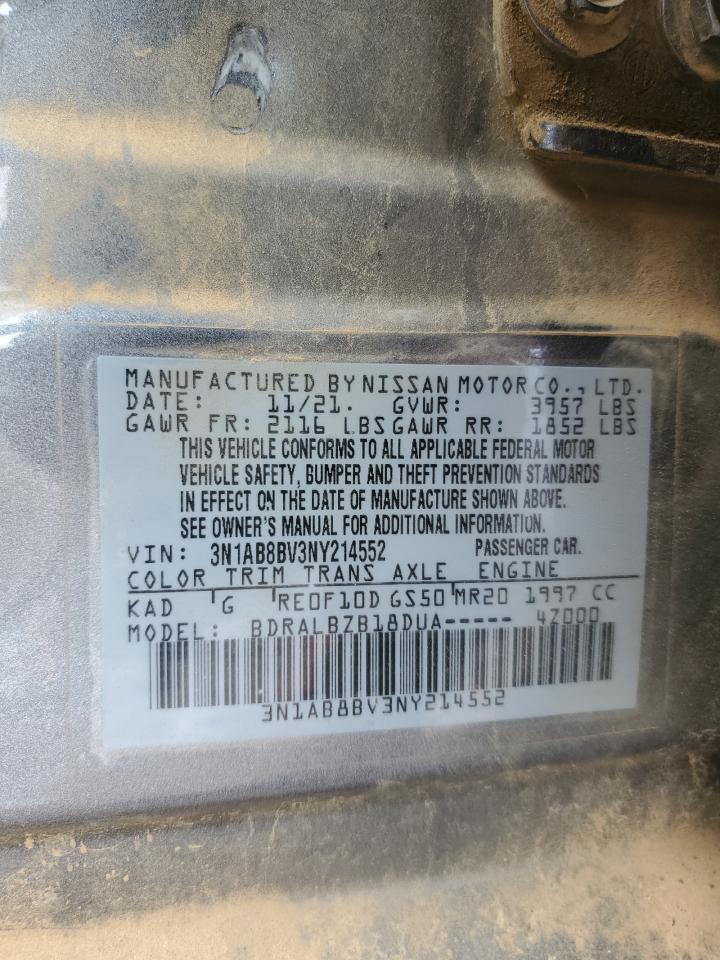 MANUFACTURED BY NISSAN MOTOR CO., LTD.
DATE: 11/21. GVWR: 3957 LBS
GAWR FR: 2116 LBS GAWR RR: 1852 LBS
THIS VEHICLE CONFORMS TO ALL APPLICABLE FEDERAL MOTOR
VEHICLE SAFETY, BUMPER AND THEFT PREVENTION STANDARDS
IN EFFECT ON THE DATE OF MANUFACTURE SHOWN ABOVE.
SEE OWNER'S MANUAL FOR ADDITIONAL INFORMATION.
VIN: 3N1AB8BV3NY214552 PASSENGER CAR.
COLOR TRIM TRANS AXLE ENGINE
KAD G RE0F10D GS50 MR20 1997 CC
MODEL: BDRALBZB18DUA----- 4Z000
3N1AB8BV3NY214552